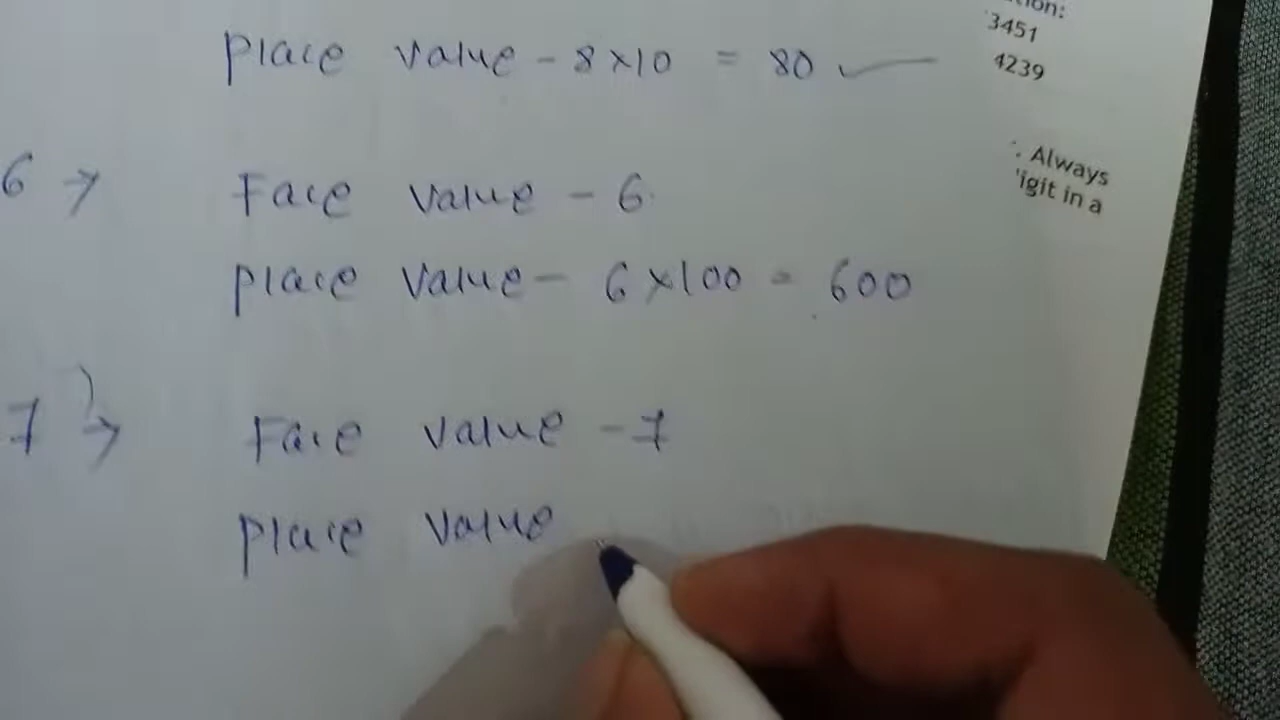 Place value - 8×10 = 80
6 → Face value - 6
Place value - 6×100 = 600
7 → Face value - 7
Place value
3451
4239
∴ Always
in a